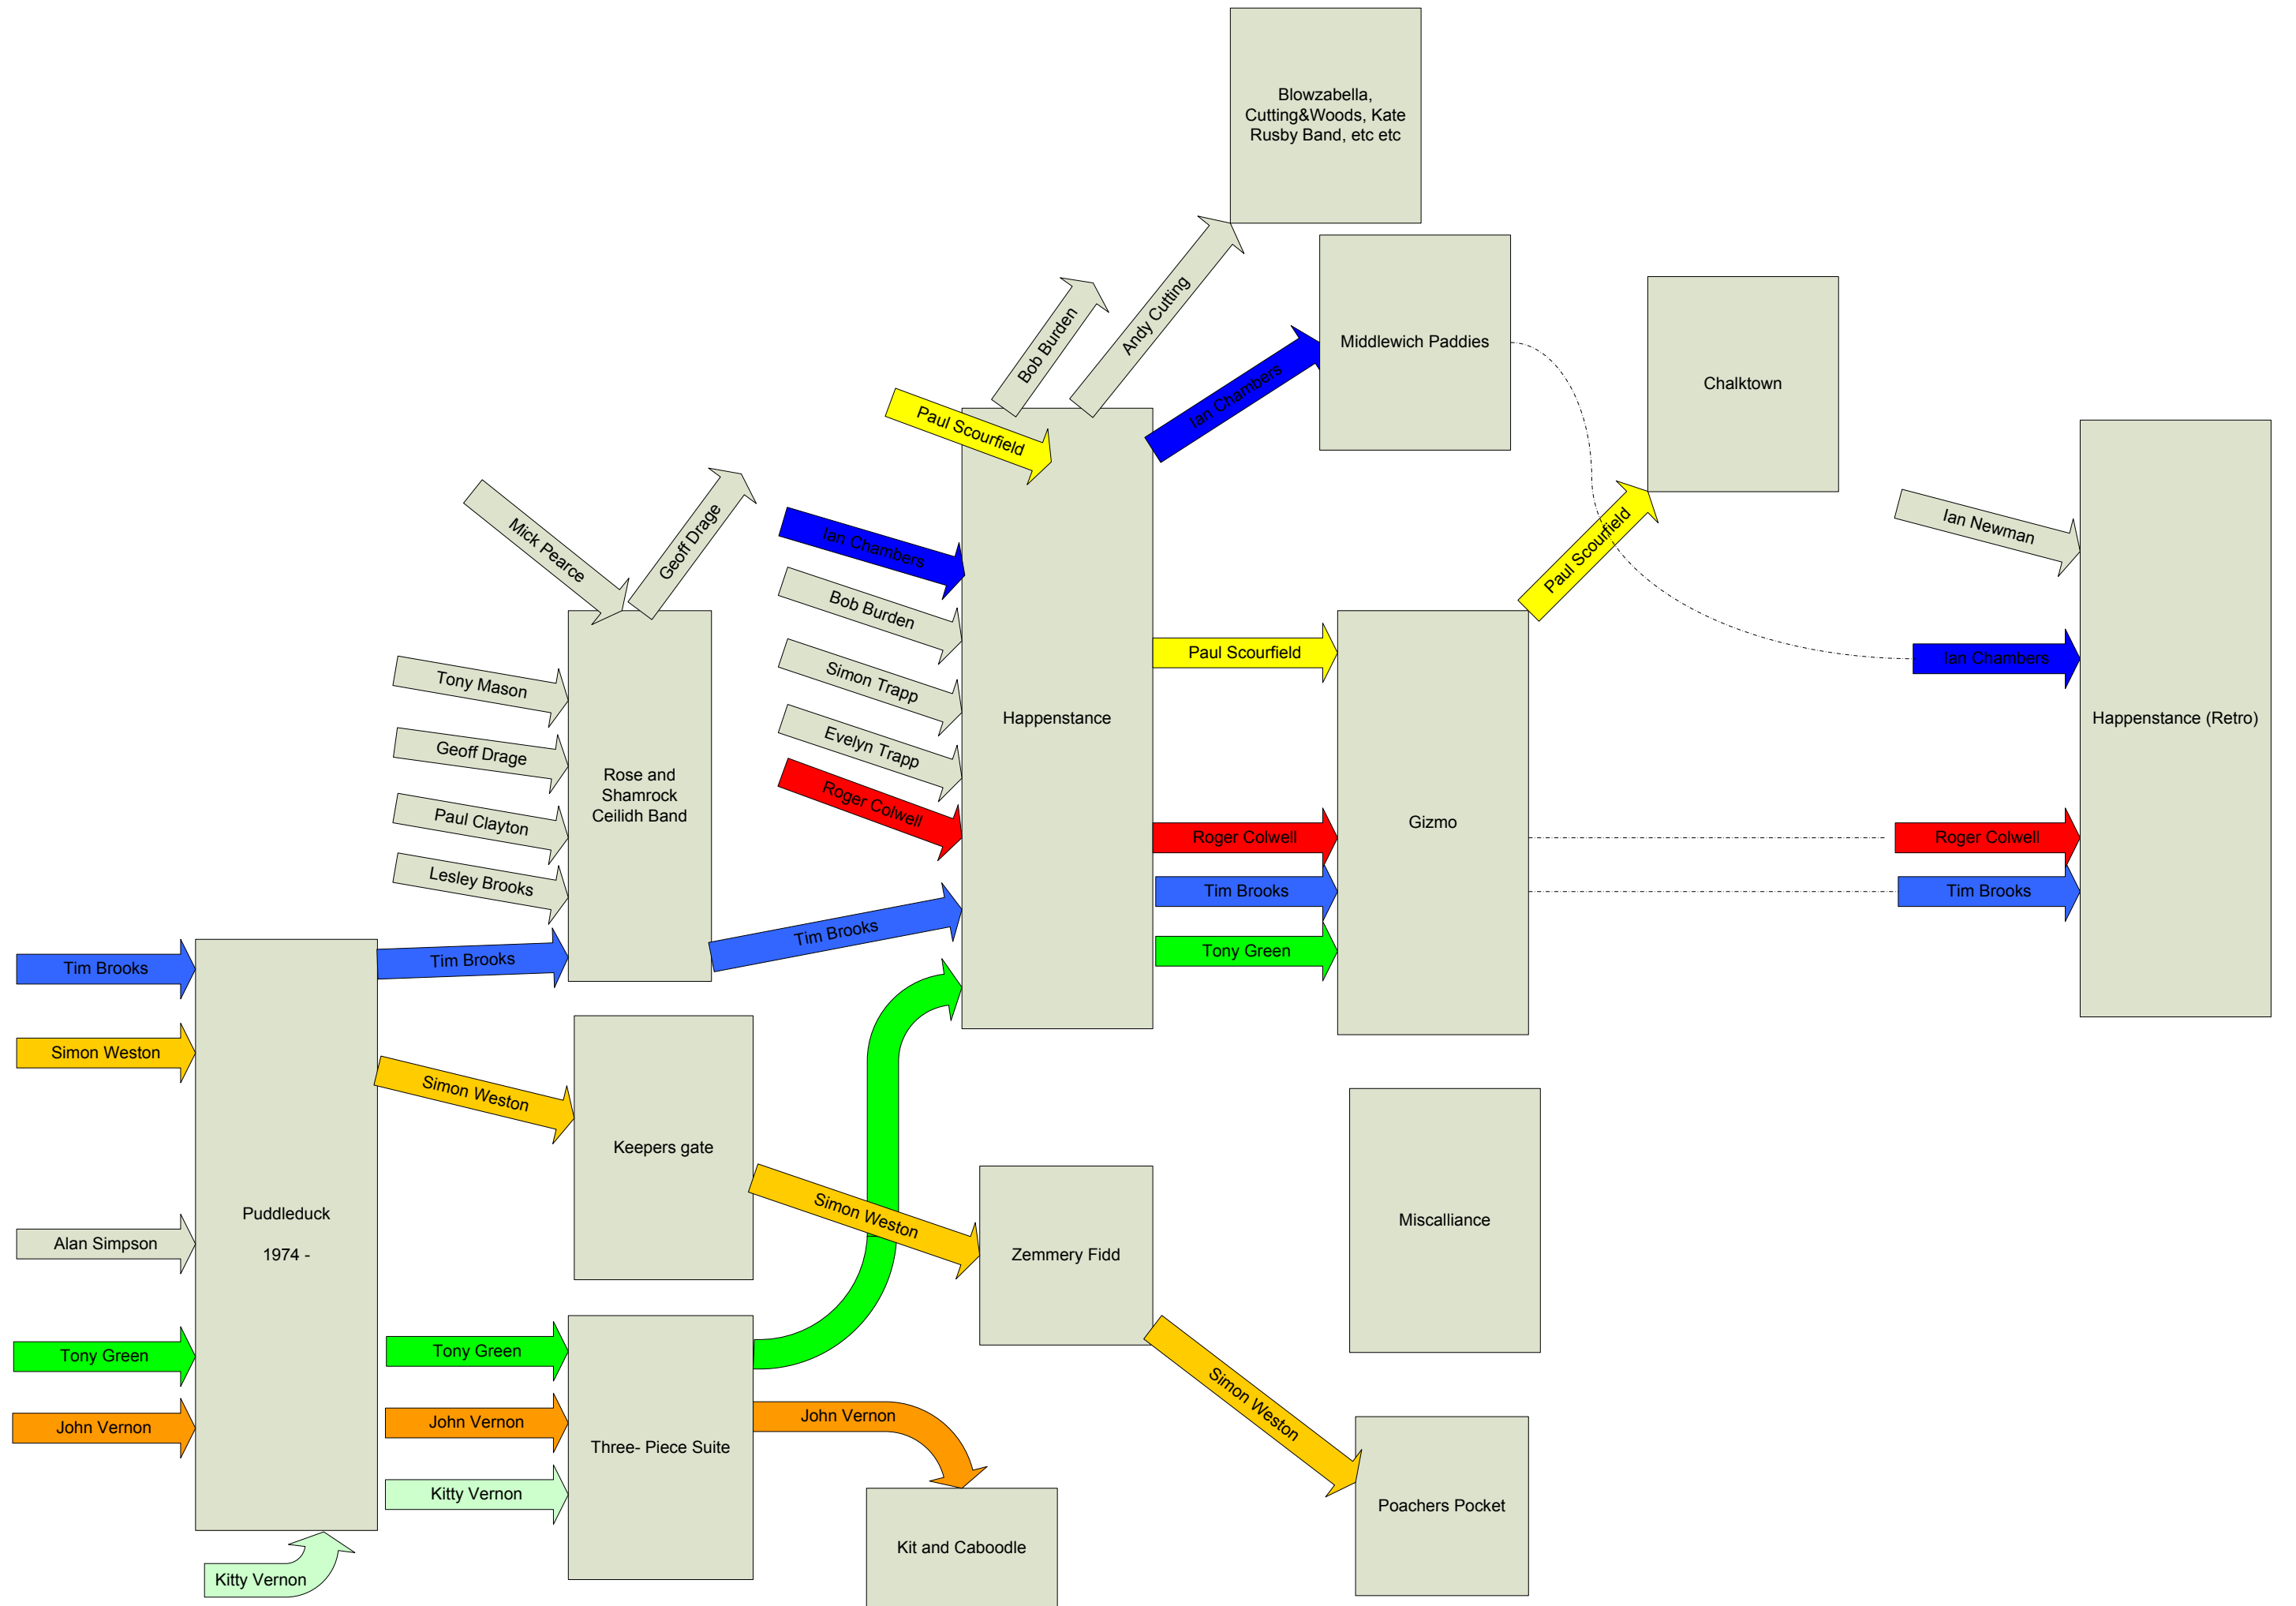 Blowzabella,
Cutting&Woods, Kate
Rusby Band, etc etc
Andy Cutting
Bob Burden
Middlewich Paddies
Ian Chambers
Chalktown
Paul Scourfield
Paul Scourfield
Mick Pearce
Geoff Drage
Ian Chambers
Bob Burden
Simon Trapp
Evelyn Trapp
Roger Colwell
Happenstance
Tony Mason
Geoff Drage
Paul Clayton
Lesley Brooks
Rose and
Shamrock
Ceilidh Band
Paul Scourfield
Roger Colwell
Tim Brooks
Tony Green
Gizmo
Ian Newman
Ian Chambers
Happenstance (Retro)
Roger Colwell
Tim Brooks
Tim Brooks
Tim Brooks
Tim Brooks
Simon Weston
Simon Weston
Keepers gate
Simon Weston
Alan Simpson
Puddleduck
1974 -
Zemmery Fidd
Miscalliance
Tony Green
Tony Green
John Vernon
John Vernon
John Vernon
Three- Piece Suite
Simon Weston
Kitty Vernon
Kitty Vernon
Kit and Caboodle
Poachers Pocket